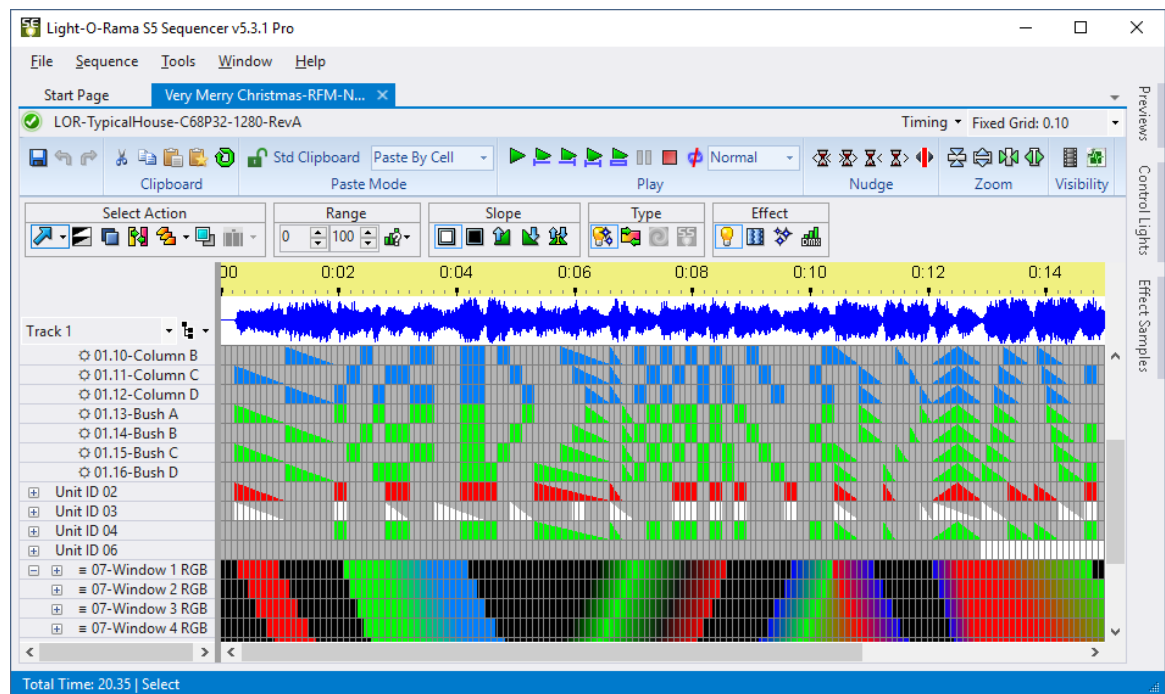 Light-O-Rama S5 Sequencer v5.3.1 Pro
File Sequence Tools Window Help
Start Page Very Merry Christmas-RFM-N...
LOR-TypicalHouse-C68P32-1280-RevA Timing Fixed Grid: 0.10
Std Clipboard Paste By Cell Normal
Clipboard Paste Mode Play Nudge Zoom Visibility
Select Action Range Slope Type Effect
0 100
00 0:02 0:04 0:06 0:08 0:10 0:12 0:14
Track 1
01.10-Column B
01.11-Column C
01.12-Column D
01.13-Bush A
01.14-Bush B
01.15-Bush C
01.16-Bush D
Unit ID 02
Unit ID 03
Unit ID 04
Unit ID 06
07-Window 1 RGB
07-Window 2 RGB
07-Window 3 RGB
07-Window 4 RGB
Total Time: 20.35 | Select
Previews
Control Lights
Effect Samples